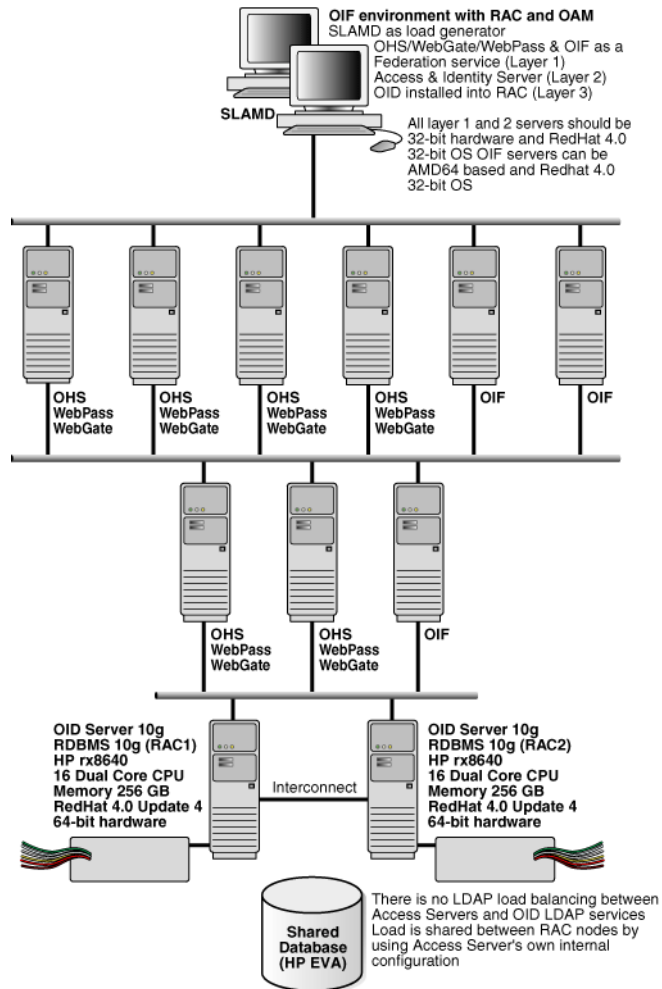 OIF environment with RAC and OAM
SLAMD as load generator
OHS/WebGate/WebPass & OIF as a
Federation service (Layer 1)
Access & Identity Server (Layer 2)
OID installed into RAC (Layer 3)
SLAMD
All layer 1 and 2 servers should be
32-bit hardware and RedHat 4.0
32-bit OS OIF servers can be
AMD64 based and Redhat 4.0
32-bit OS
OHS
WebPass
WebGate
OHS
WebPass
WebGate
OHS
WebPass
WebGate
OHS
WebPass
WebGate
OIF
OIF
OHS
WebPass
WebGate
OHS
WebPass
WebGate
OIF
OID Server 10g
RDBMS 10g (RAC1)
HP rx8640
16 Dual Core CPU
Memory 256 GB
RedHat 4.0 Update 4
64-bit hardware
Interconnect
OID Server 10g
RDBMS 10g (RAC2)
HP rx8640
16 Dual Core CPU
Memory 256 GB
RedHat 4.0 Update 4
64-bit hardware
Shared
Database
(HP EVA)
There is no LDAP load balancing between
Access Servers and OID LDAP services
Load is shared between RAC nodes by
using Access Server's own internal
configuration